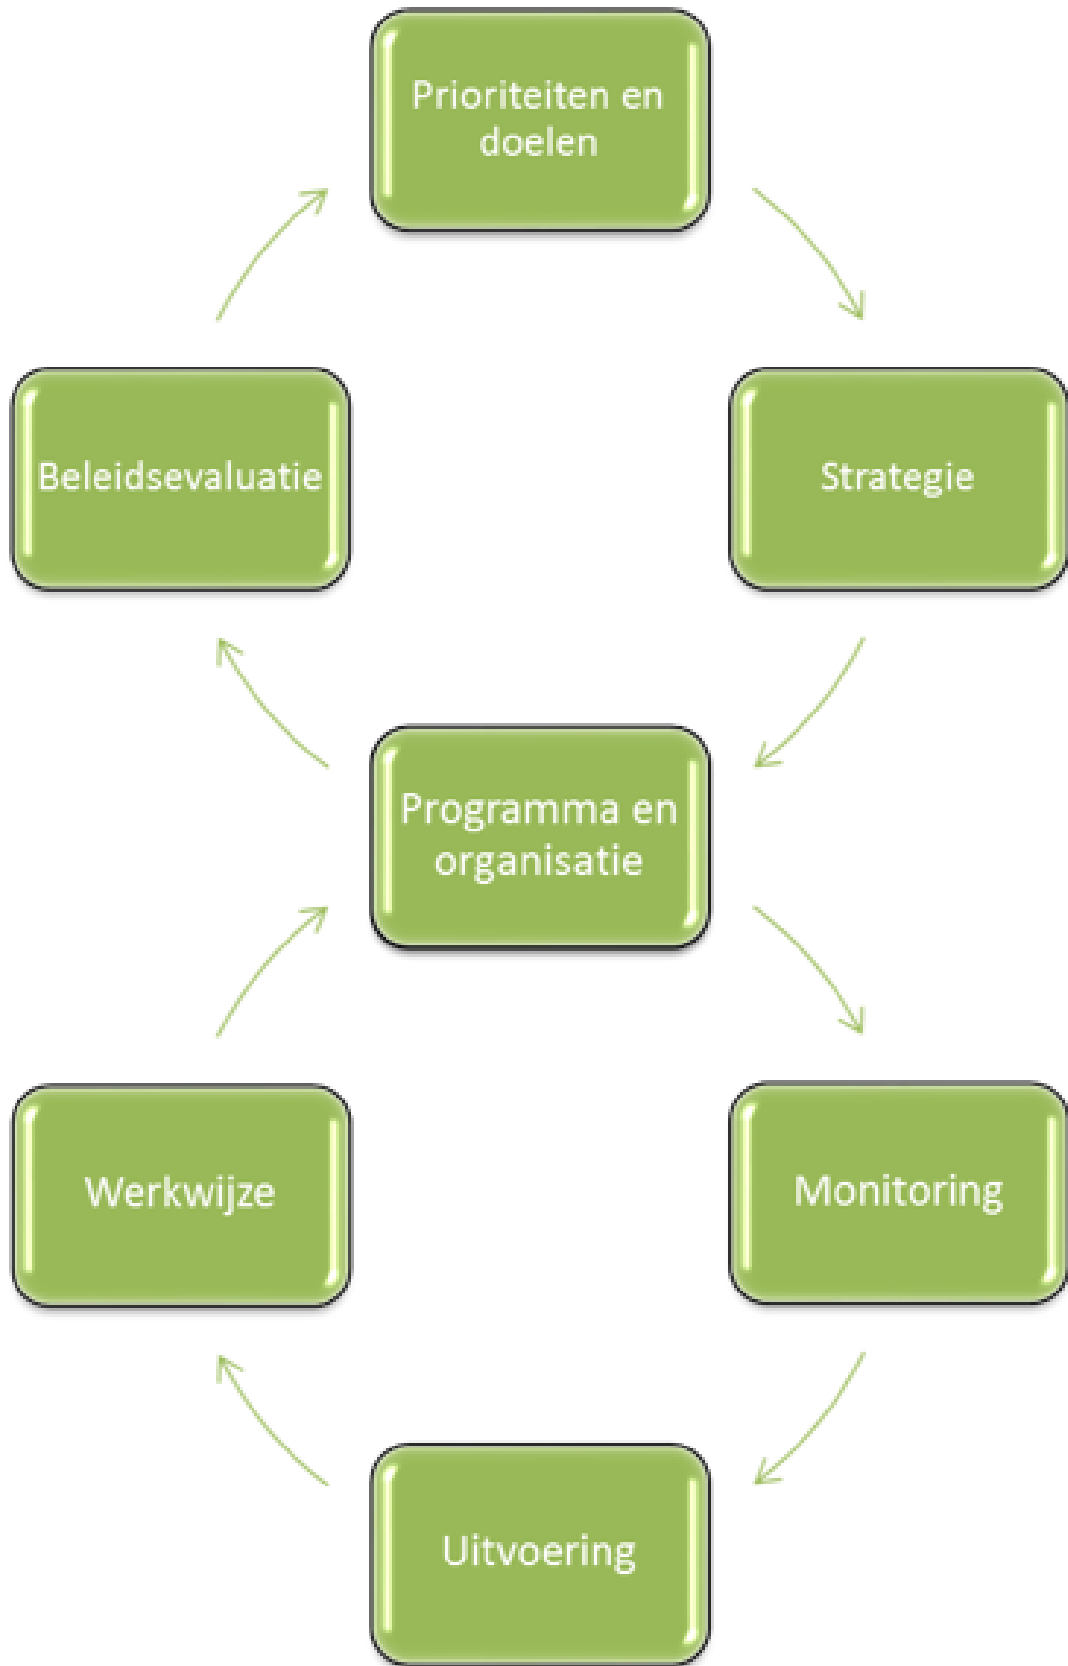 Prioriteiten en
doelen
Beleidsevaluatie
Strategie
Programma en
organisatie
Werkwijze
Monitoring
Uitvoering